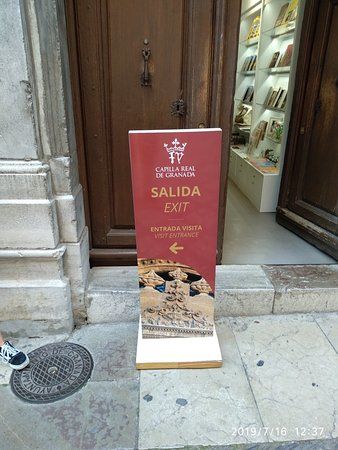 CAPILLA REAL
DE GRANADA
SALIDA
EXIT
ENTRADA VISITA
VISIT ENTRANCE
2019/7/16 12:37